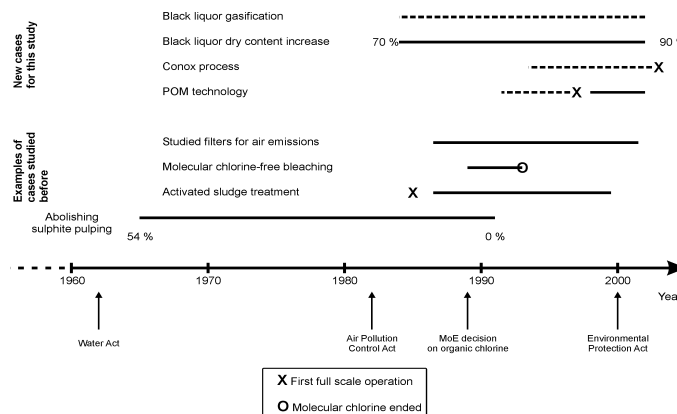 New cases
for this study
Black liquor gasification
Black liquor dry content increase
70 %
90
Conox process
X
POM technology
X
Examples of
cases studied
before
Studied filters for air emissions
Molecular chlorine-free bleaching
O
Activated sludge treatment
X
Abolishing
sulphite pulping
54 %
0 %
1960
1970
1980
1990
2000
Water Act
Air Pollution
Control Act
MoE decision
on organic chlorine
Environmental
Protection Act
X First full scale operation
O Molecular chlorine ended